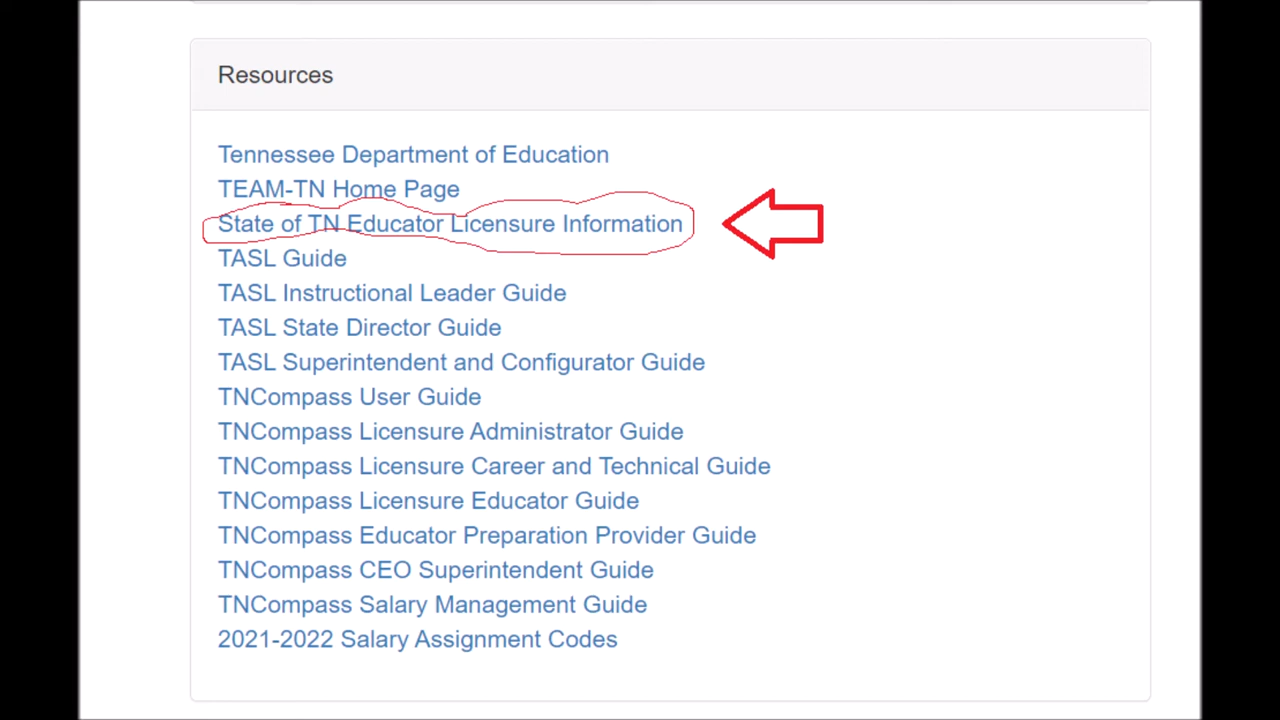 Resources
Tennessee Department of Education
TEAM-TN Home Page
State of TN Educator Licensure Information
TASL Guide
TASL Instructional Leader Guide
TASL State Director Guide
TASL Superintendent and Configurator Guide
TNCompass User Guide
TNCompass Licensure Administrator Guide
TNCompass Licensure Career and Technical Guide
TNCompass Licensure Educator Guide
TNCompass Educator Preparation Provider Guide
TNCompass CEO Superintendent Guide
TNCompass Salary Management Guide
2021-2022 Salary Assignment Codes